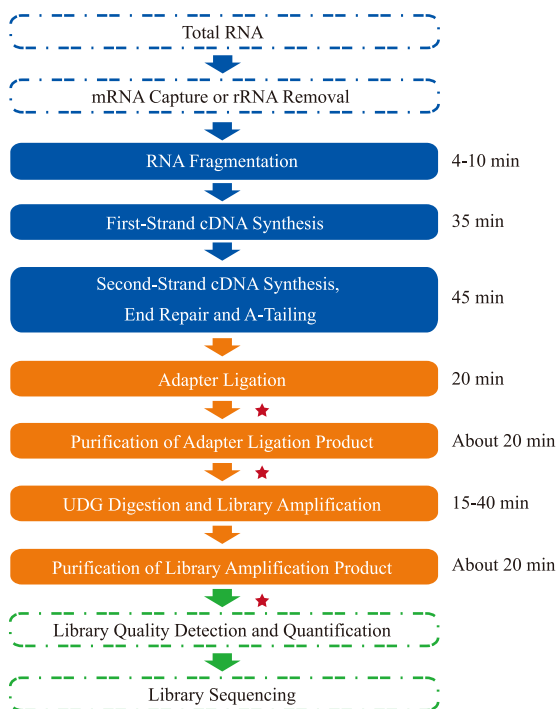 Total RNA
mRNA Capture or rRNA Removal
RNA Fragmentation
4-10 min
First-Strand cDNA Synthesis
35 min
Second-Strand cDNA Synthesis,
End Repair and A-Tailing
45 min
Adapter Ligation
20 min
Purification of Adapter Ligation Product
About 20 min
UDG Digestion and Library Amplification
15-40 min
Purification of Library Amplification Product
About 20 min
Library Quality Detection and Quantification
Library Sequencing